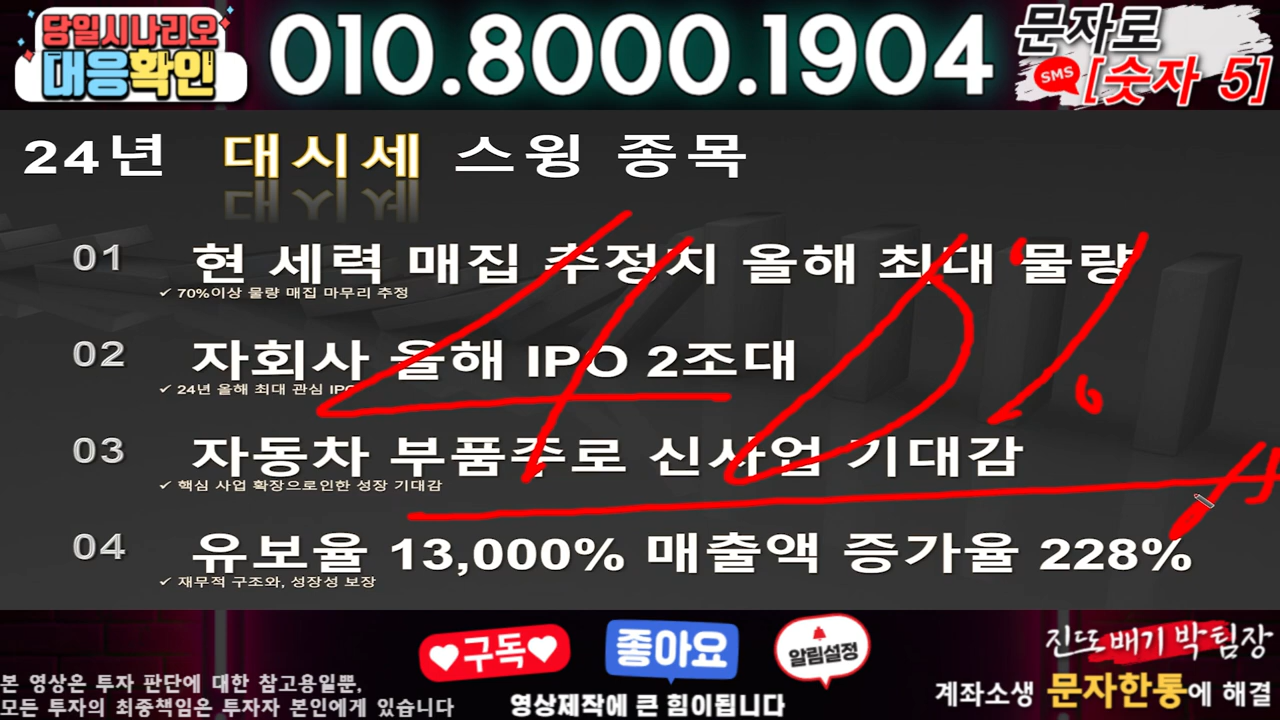 당일시나리오
대응확인
010.8000.1904
문자로
SMS
[숫자 5]
24년 대시세 스윙 종목
01 현 세력 매집 추정치 올해 최대 물량
✓ 70%이상 물량 매집 마무리 추정
02 자회사 올해 IPO 2조대
✓ 24년 올해 최대 관심 IPO
03 자동차 부품주로 신사업 기대감
✓ 핵심 사업 확장으로인한 성장 기대감
04 유보율 13,000% 매출액 증가율 228%
✓ 재무적 구조와, 성장성 보장
구독
좋아요
알림설정
영상제작에 큰 힘이됩니다
본 영상은 투자 판단에 대한 참고용일뿐,
모든 투자의 최종책임은 투자자 본인에게 있습니다
진또배기 박팀장
계좌소생 문자한통에 해결